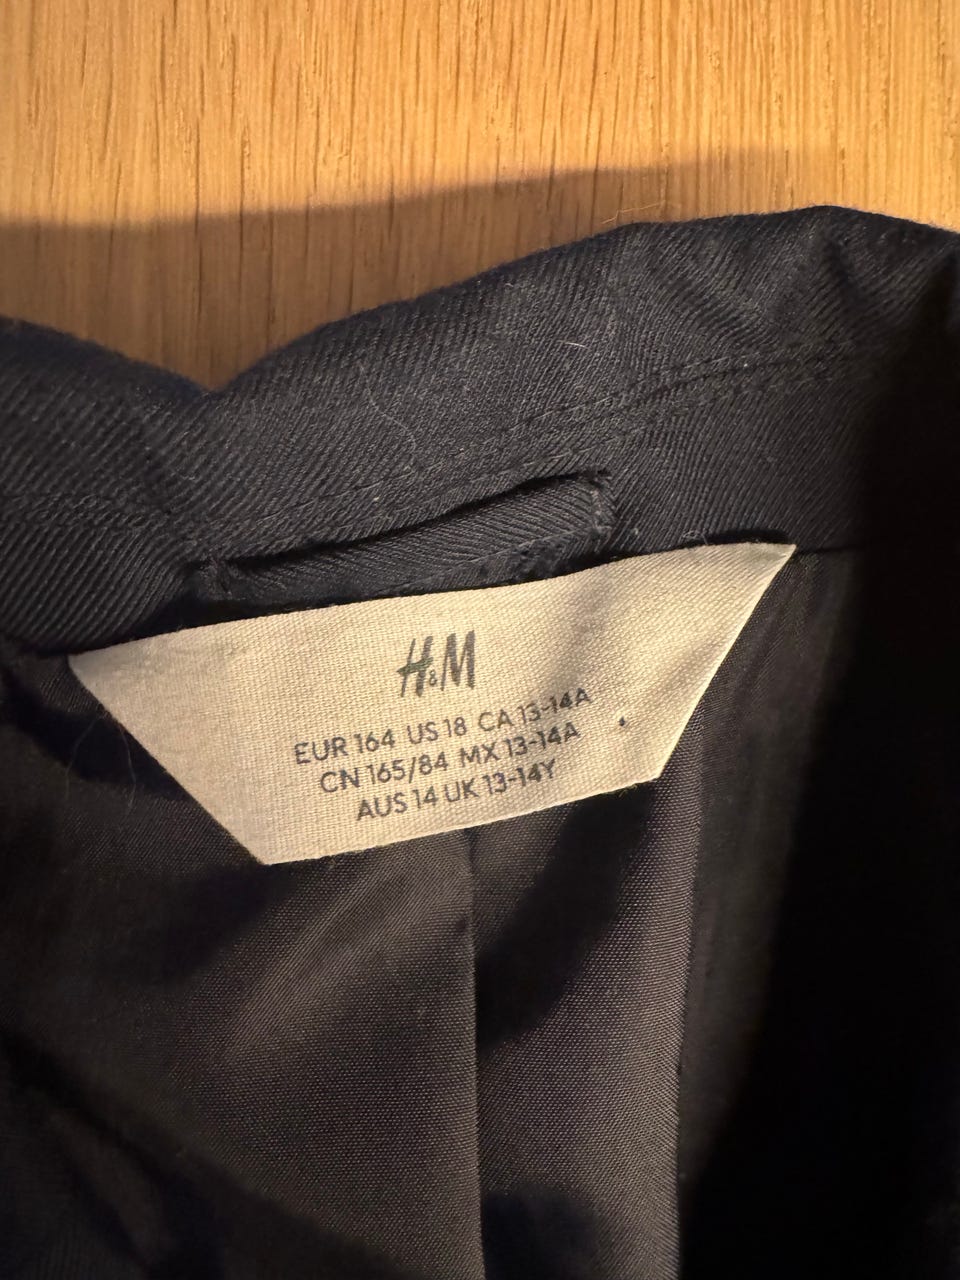 H&M
EUR 164 US 18 CA 13-14A
CN 165/84 MX 13-14A
AUS 14 UK 13-14Y